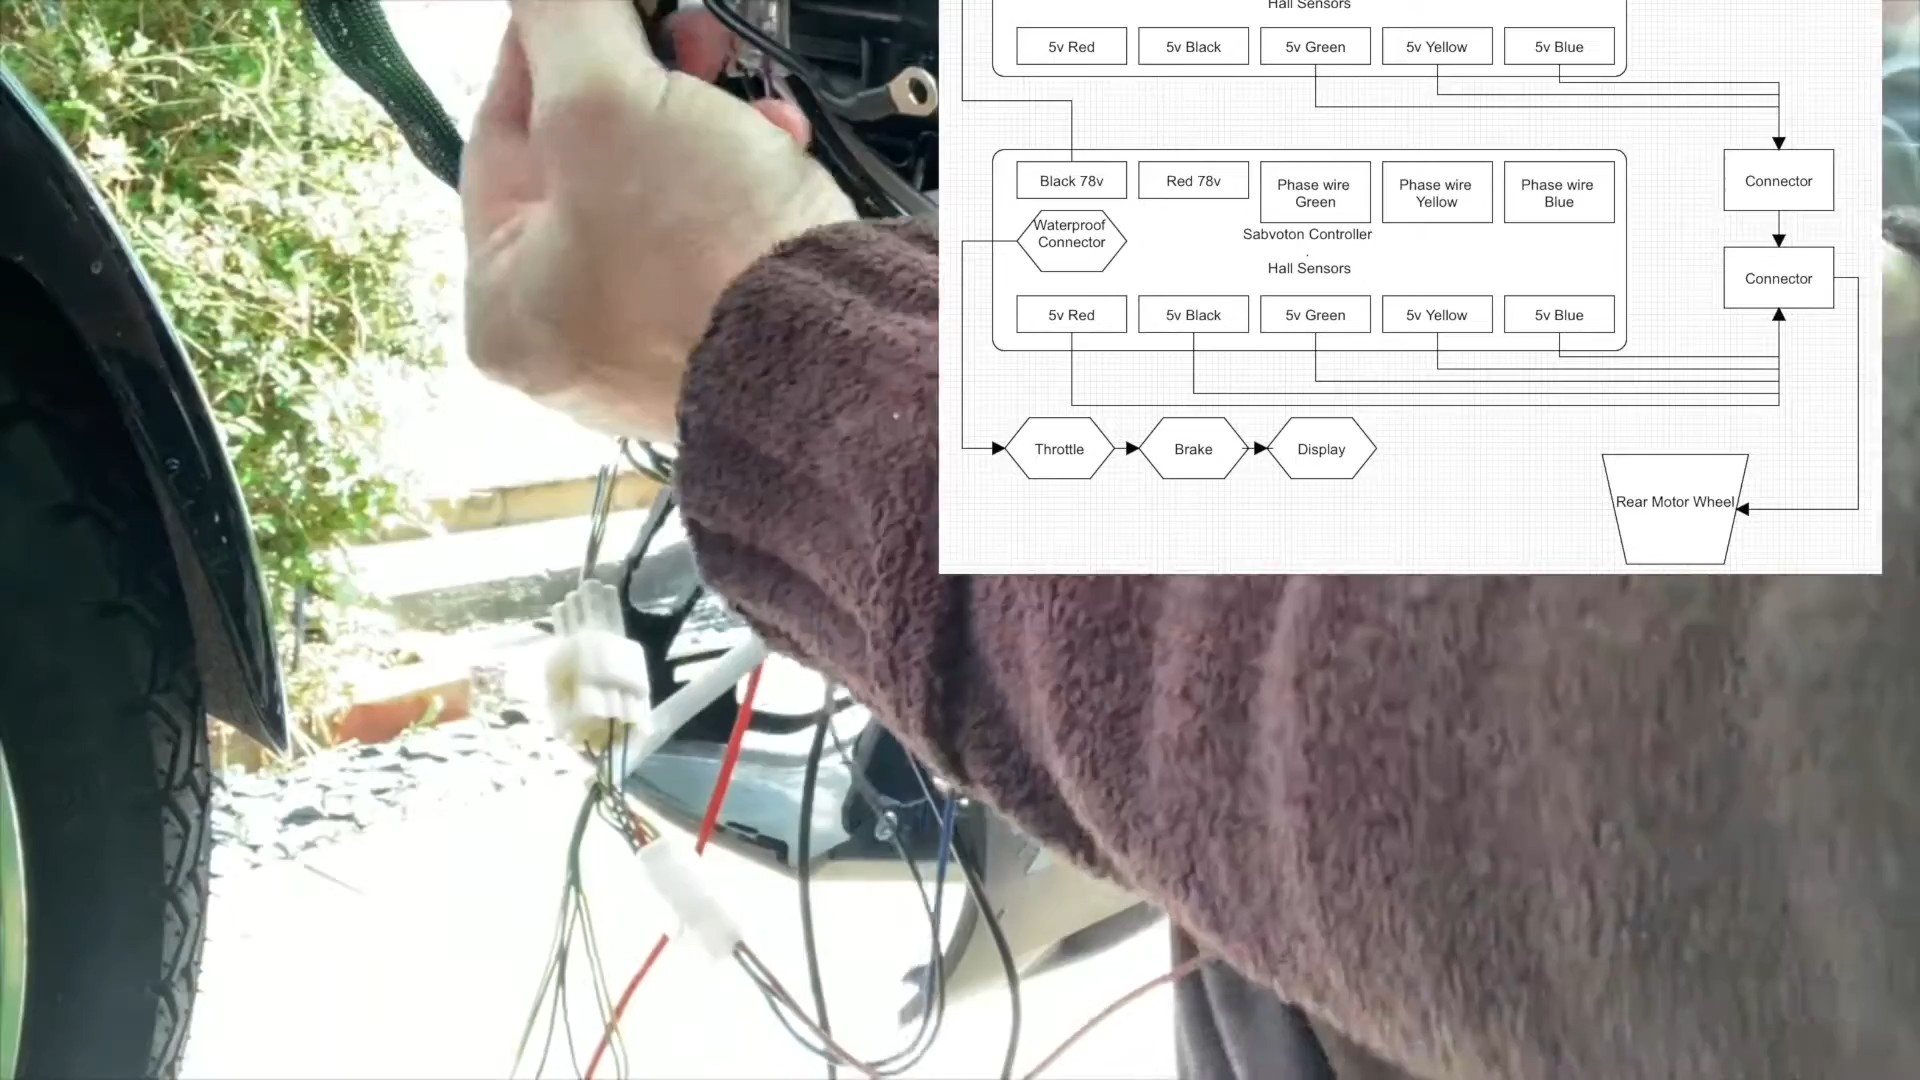 Hall Sensors
5v Red
5v Black
5v Green
5v Yellow
5v Blue
Black 78v
Red 78v
Phase wire
Green
Phase wire
Yellow
Phase wire
Blue
Connector
Waterproof
Connector
Sabvoton Controller
.
Hall Sensors
Connector
5v Red
5v Black
5v Green
5v Yellow
5v Blue
Throttle
Brake
Display
Rear Motor Wheel